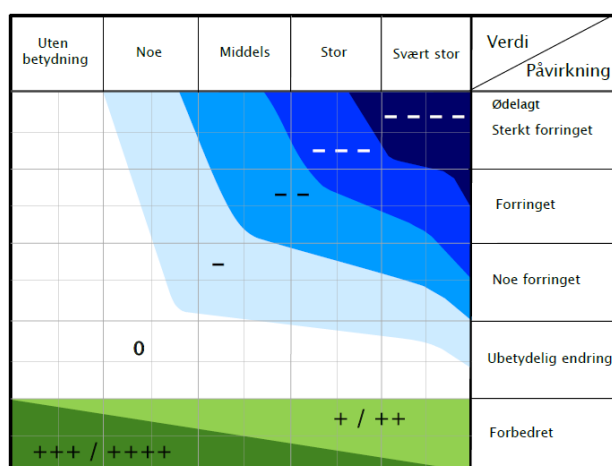 Uten
betydning
Noe
Middels
Stor
Svært stor
Verdi
Påvirkning
Ødelagt
Sterkt forringet
– – – –
– – –
– –
Forringet
–
Noe forringet
0
Ubetydelig endring
+ / ++
Forbedret
+++ / ++++